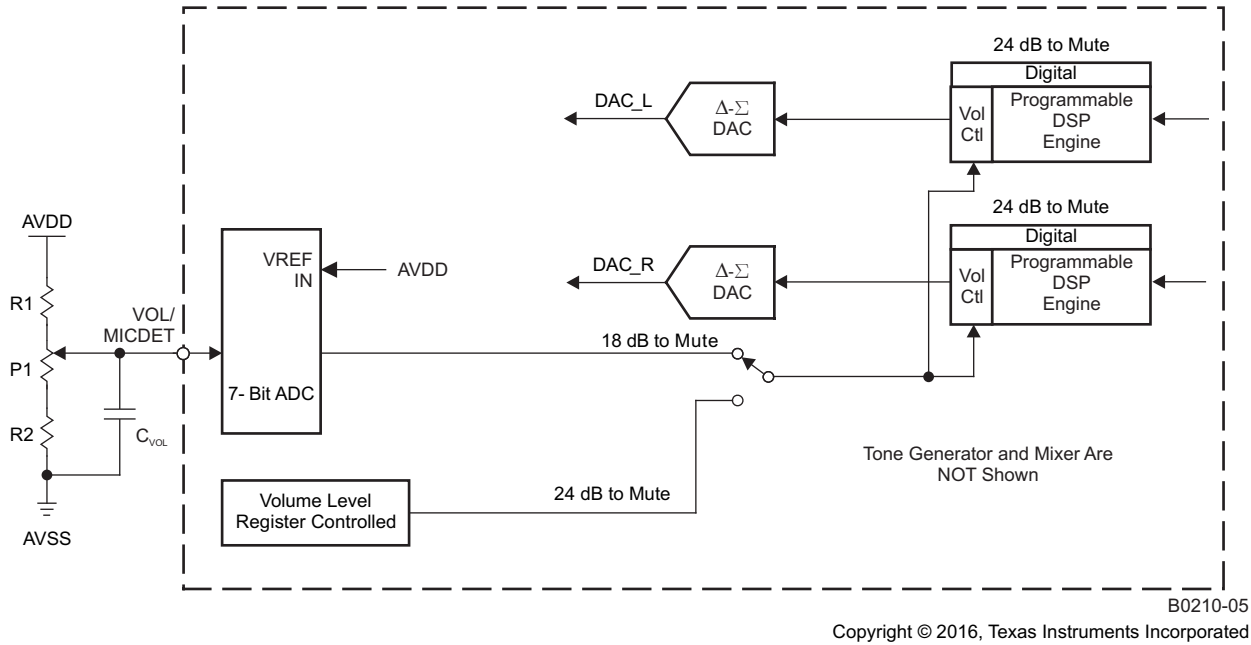 24 dB to Mute
Digital
Vol
Ctl
Programmable
DSP
Engine
DAC_L
Δ-Σ
DAC
24 dB to Mute
Digital
Vol
Ctl
Programmable
DSP
Engine
DAC_R
Δ-Σ
DAC
AVDD
R1
P1
R2
AVSS
C_VOL
VOL/
MICDET
VREF
IN
AVDD
7- Bit ADC
18 dB to Mute
Volume Level
Register Controlled
24 dB to Mute
Tone Generator and Mixer Are
NOT Shown
B0210-05
Copyright © 2016, Texas Instruments Incorporated